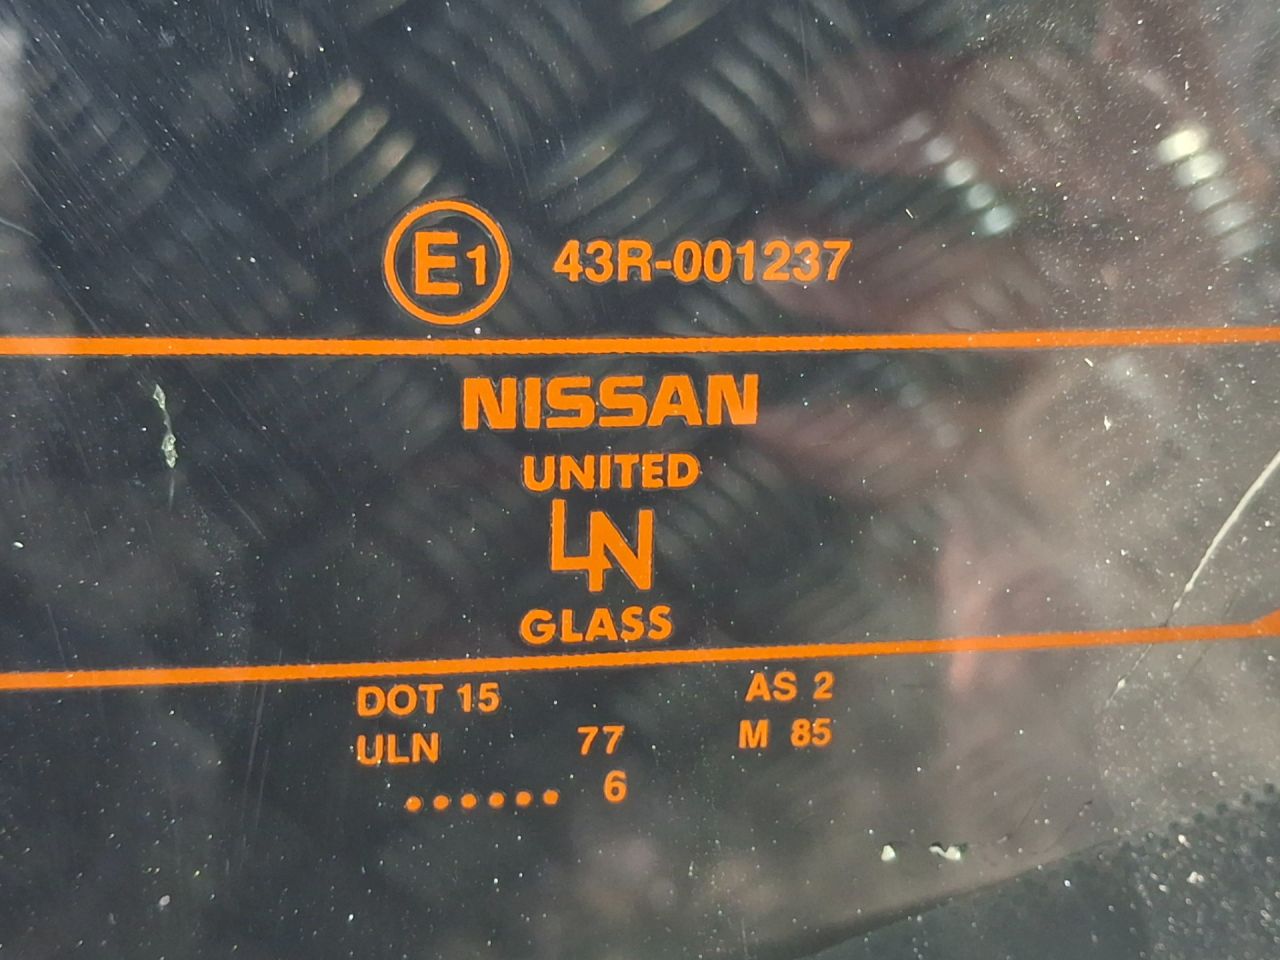 E1 43R-001237
NISSAN
UNITED
LN
GLASS
DOT 15 AS 2
ULN 77 M 85
...... 6